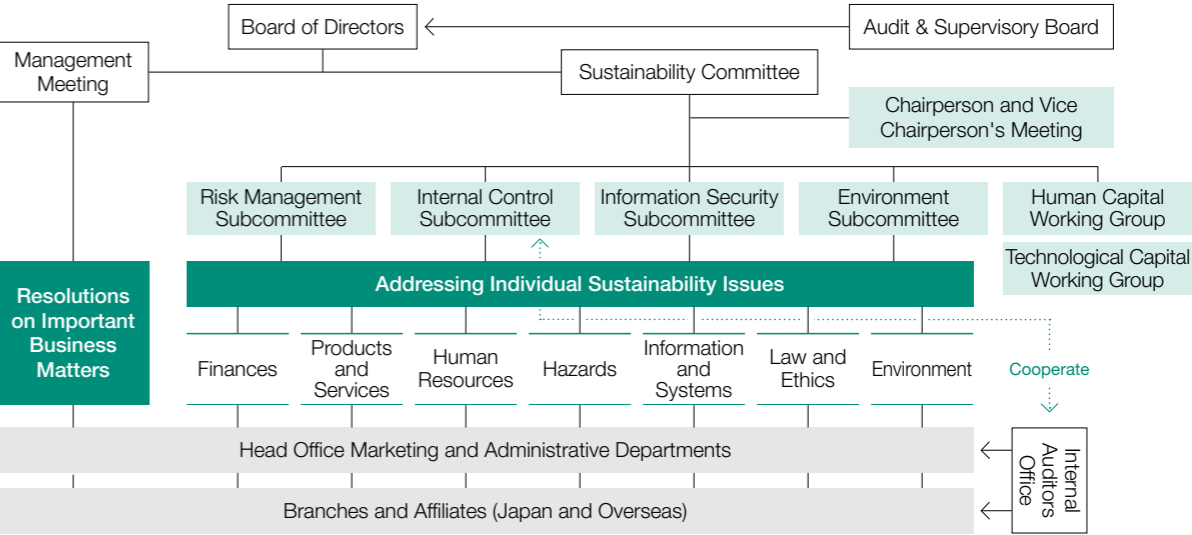 Board of Directors
Audit & Supervisory Board
Management
Meeting
Sustainability Committee
Chairperson and Vice
Chairperson's Meeting
Risk Management
Subcommittee
Internal Control
Subcommittee
Information Security
Subcommittee
Environment
Subcommittee
Human Capital
Working Group
Technological Capital
Working Group
Resolutions
on Important
Business
Matters
Addressing Individual Sustainability Issues
Finances
Products
and
Services
Human
Resources
Hazards
Information
and
Systems
Law and
Ethics
Environment
Cooperate
Head Office Marketing and Administrative Departments
Internal
Auditors
Office
Branches and Affiliates (Japan and Overseas)